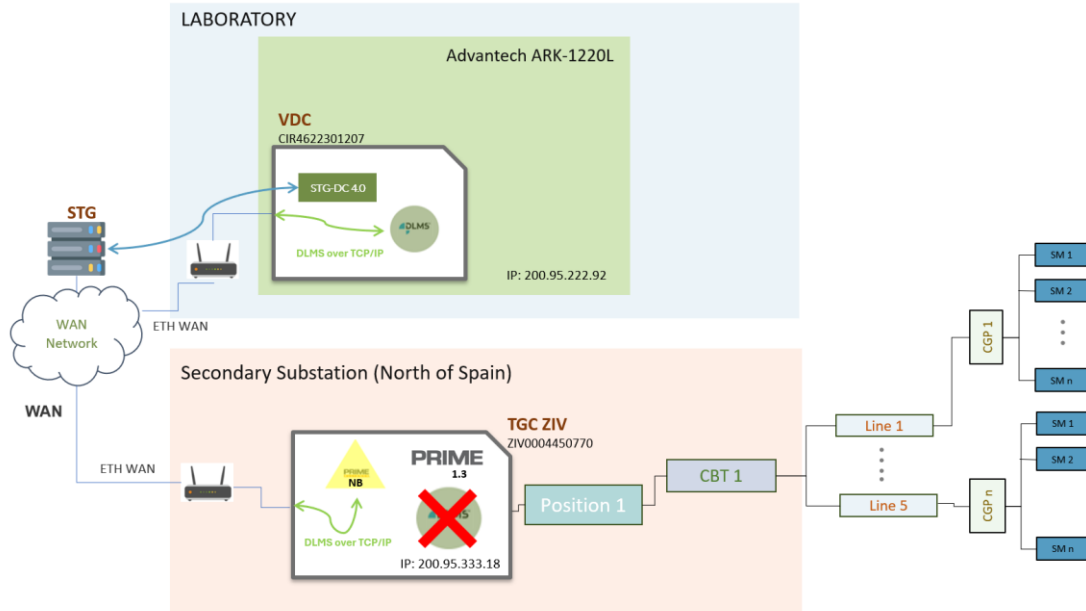 LABORATORY
Advantech ARK-1220L
VDC
CIR4622301207
STG-DC 4.0
DLMS
DLMS over TCP/IP
IP: 200.95.222.92
STG
WAN
Network
ETH WAN
WAN
ETH WAN
Secondary Substation (North of Spain)
TGC ZIV
ZIV0004450770
PRIME
NB
PRIME
1.3
DLMS over TCP/IP
IP: 200.95.333.18
Position 1
CBT 1
Line 1
Line 5
CGP 1
SM 1
SM 2
SM n
CGP n
SM 1
SM 2
SM n